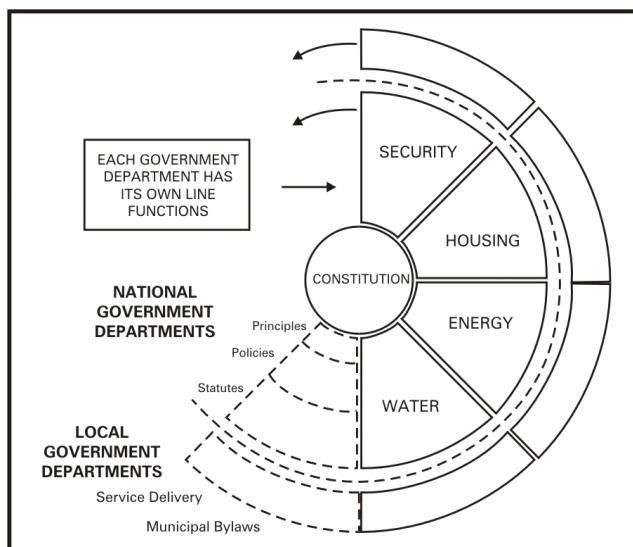 SECURITY
EACH GOVERNMENT
DEPARTMENT HAS
ITS OWN LINE
FUNCTIONS
HOUSING
CONSTITUTION
NATIONAL
GOVERNMENT
DEPARTMENTS
Principles
ENERGY
Policies
Statutes
WATER
LOCAL
GOVERNMENT
DEPARTMENTS
Service Delivery
Municipal Bylaws